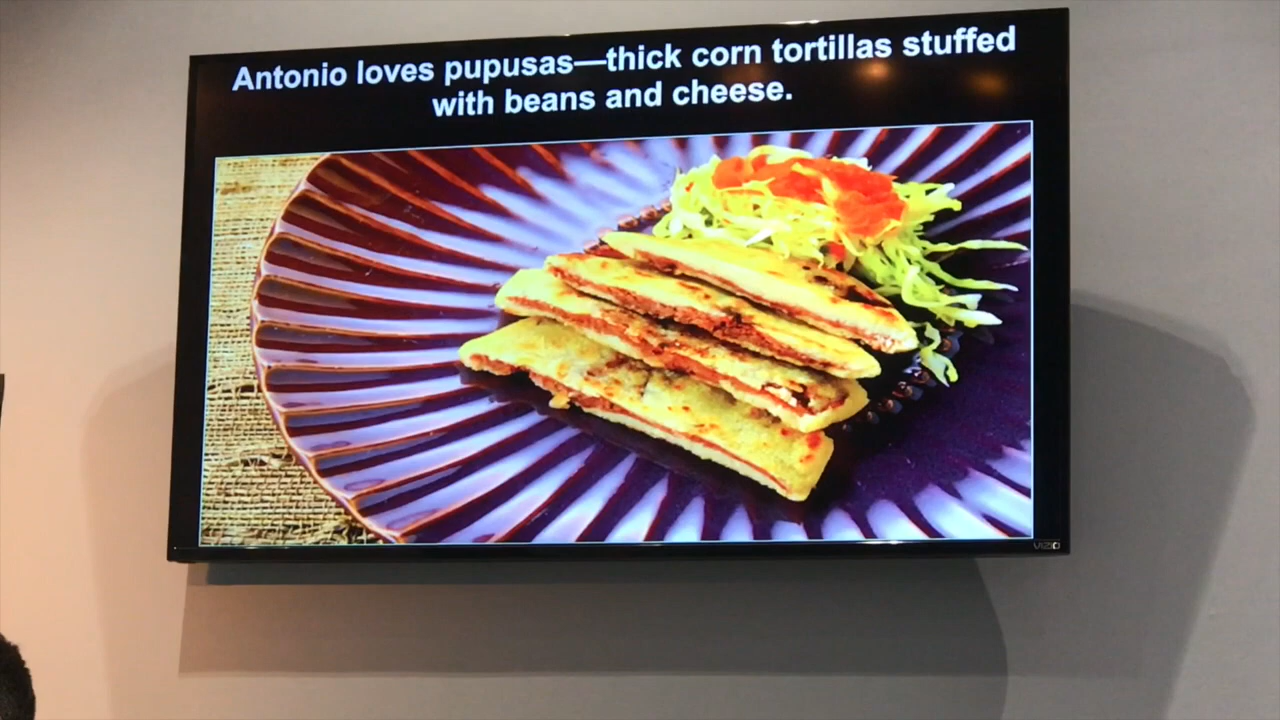 Antonio loves pupusas—thick corn tortillas stuffed
with beans and cheese.
VIZIO